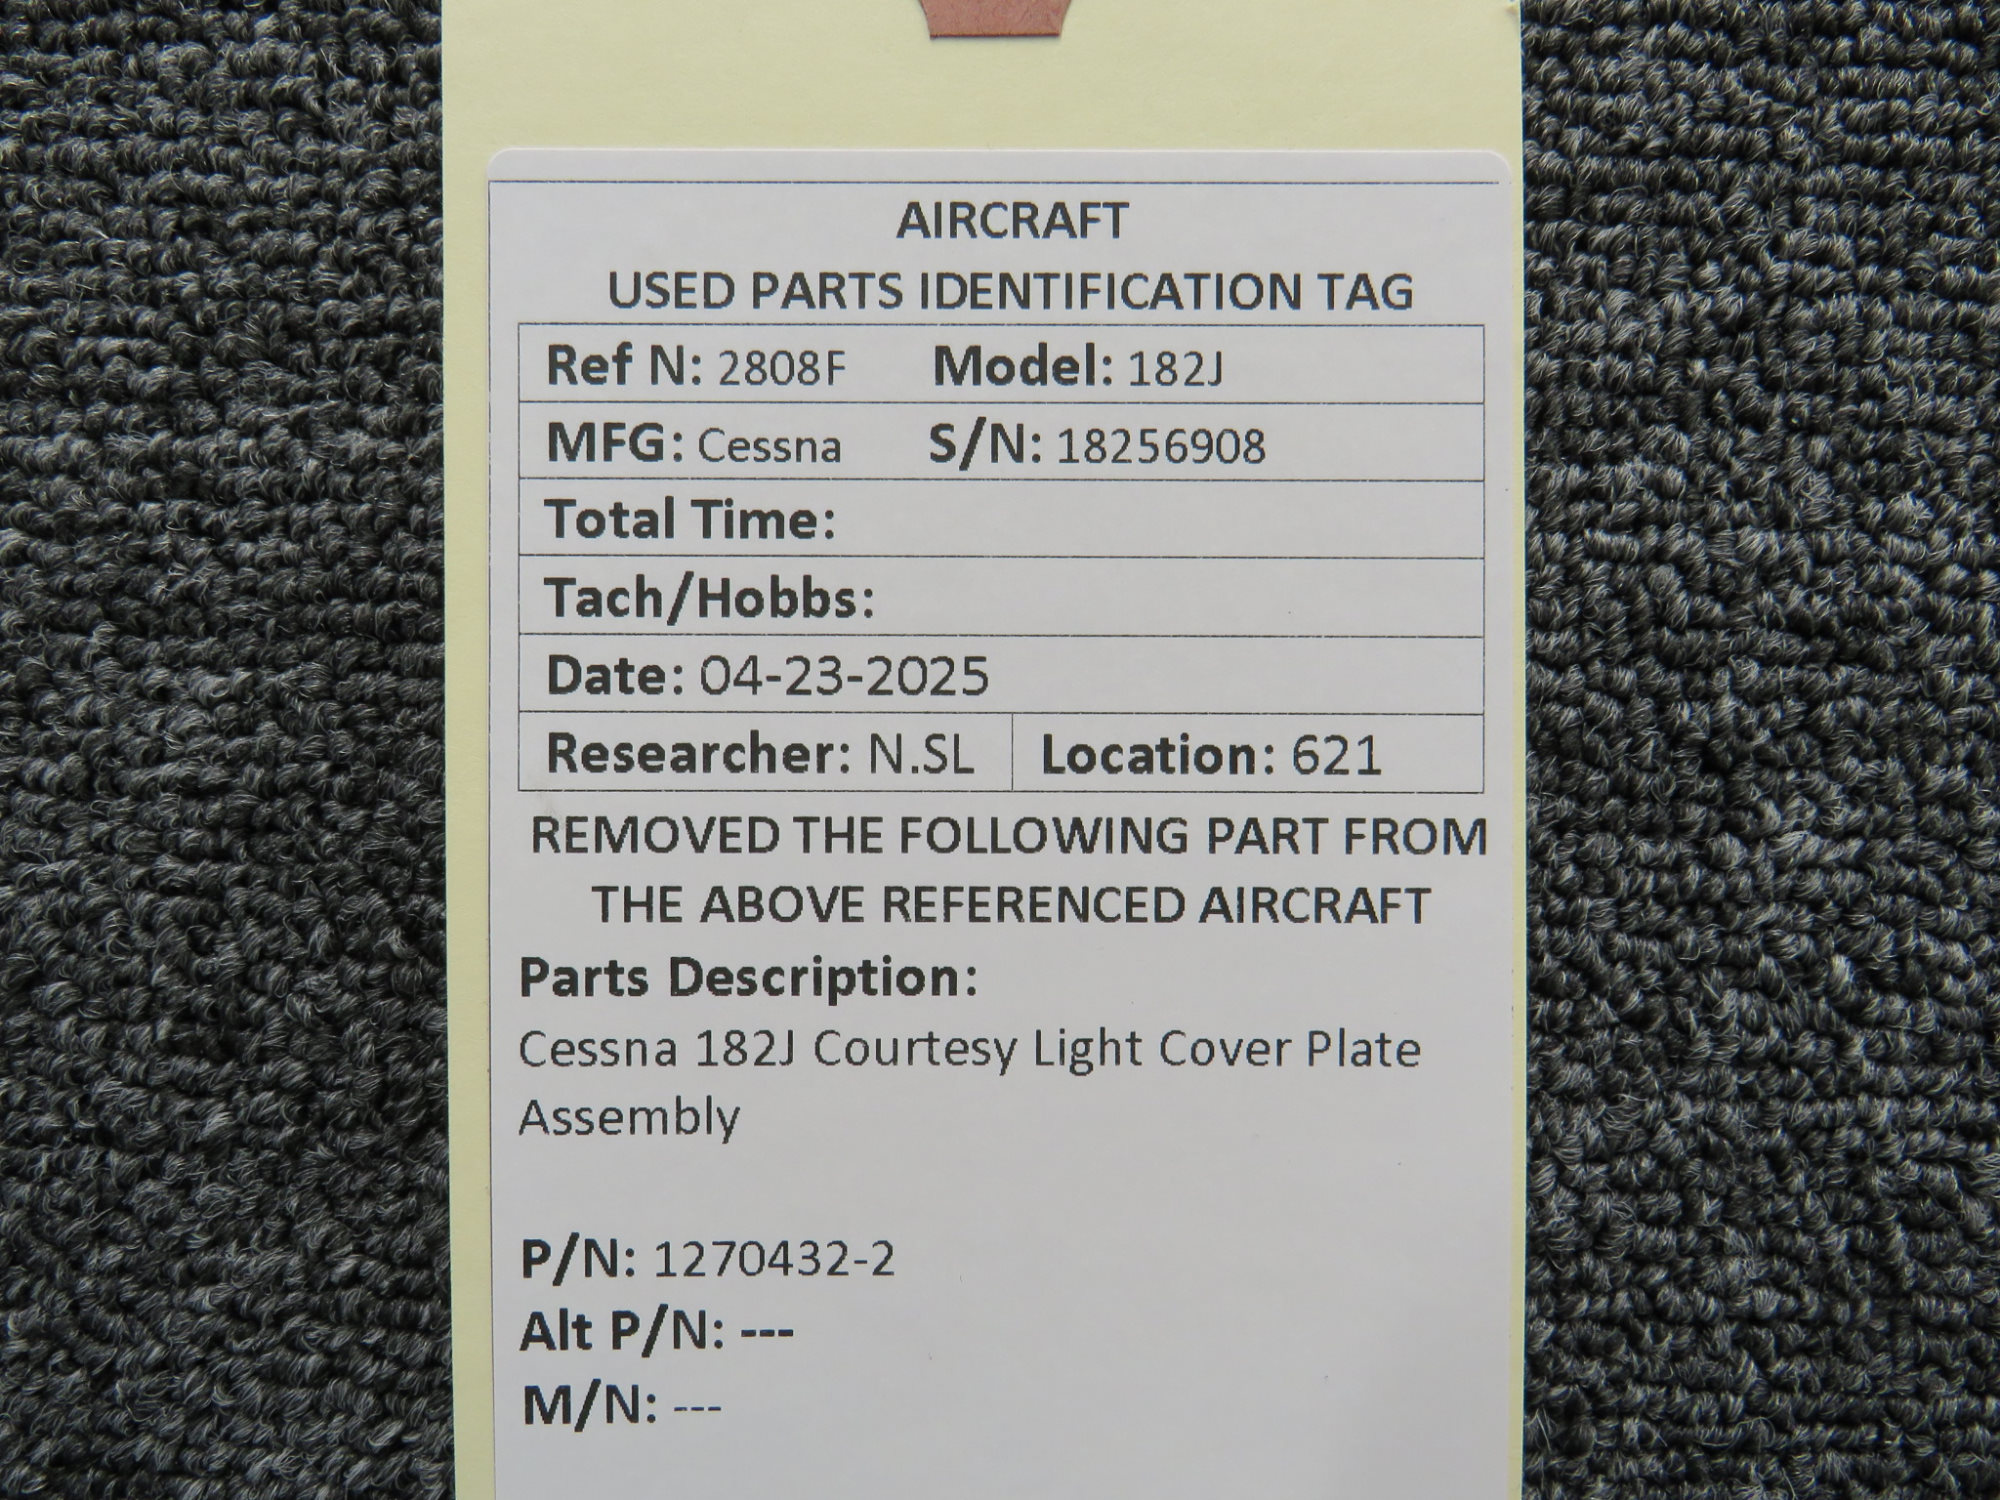 AIRCRAFT
USED PARTS IDENTIFICATION TAG
Ref N: 2808F Model: 182J
MFG: Cessna S/N: 18256908
Total Time:
Tach/Hobbs:
Date: 04-23-2025
Researcher: N.SL Location: 621
REMOVED THE FOLLOWING PART FROM
THE ABOVE REFERENCED AIRCRAFT
Parts Description:
Cessna 182J Courtesy Light Cover Plate
Assembly
P/N: 1270432-2
Alt P/N: ---
M/N: ---